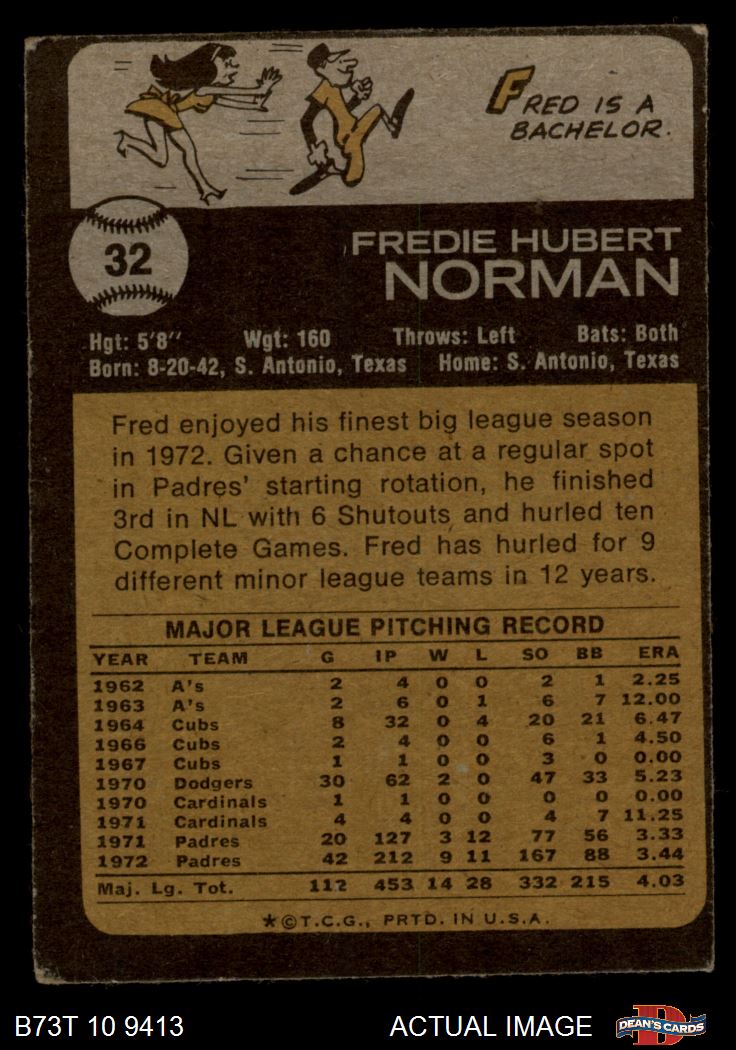 FRED IS A
BACHELOR.
32
FREDIE HUBERT
NORMAN
Hgt: 5'8" Wgt: 160 Throws: Left Bats: Both
Born: 8-20-42, S. Antonio, Texas Home: S. Antonio, Texas
Fred enjoyed his finest big league season
in 1972. Given a chance at a regular spot
in Padres' starting rotation, he finished
3rd in NL with 6 Shutouts and hurled ten
Complete Games. Fred has hurled for 9
different minor league teams in 12 years.
MAJOR LEAGUE PITCHING RECORD
YEAR TEAM G IP W L SO BB ERA
1962 A's 2 4 0 0 2 1 2.25
1963 A's 2 6 0 1 6 7 12.00
1964 Cubs 8 32 0 4 20 21 6.47
1966 Cubs 2 4 0 0 6 1 4.50
1967 Cubs 1 1 0 0 3 0 0.00
1970 Dodgers 30 62 2 0 47 33 5.23
1970 Cardinals 1 1 0 0 0 0 0.00
1971 Cardinals 4 4 0 0 4 7 11.25
1971 Padres 20 127 3 12 77 56 3.33
1972 Padres 42 212 9 11 167 88 3.44
Maj. Lg. Tot. 112 453 14 28 332 215 4.03
*©T.C.G., PRTD. IN U.S.A.
B73T 10 9413 ACTUAL IMAGE D DEAN'S CARDS